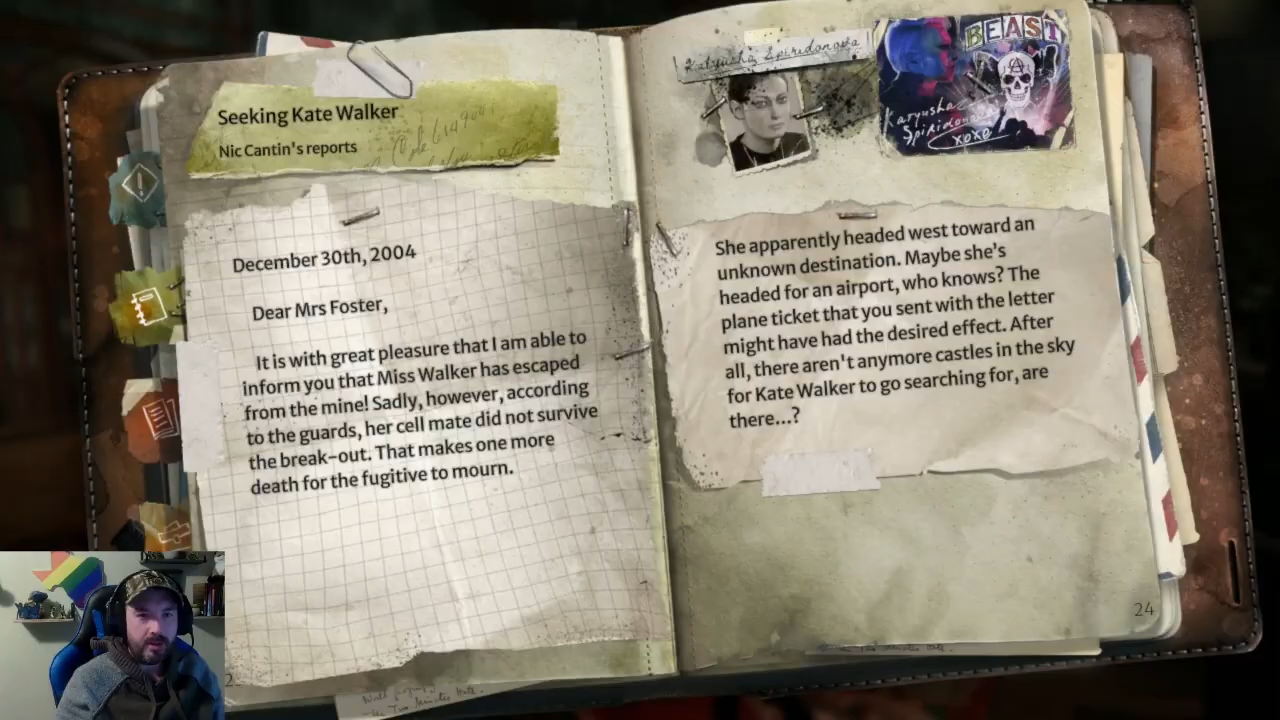 Seeking Kate Walker
Nic Cantin's reports
December 30th, 2004
Dear Mrs Foster,
It is with great pleasure that I am able to
inform you that Miss Walker has escaped
from the mine! Sadly, however, according
to the guards, her cell mate did not survive
the break-out. That makes one more
death for the fugitive to mourn.
Katyusha Spiridonova
BEAST
Katyusha
Spiridonova
xoxo
She apparently headed west toward an
unknown destination. Maybe she's
headed for an airport, who knows? The
plane ticket that you sent with the letter
might have had the desired effect. After
all, there aren't anymore castles in the sky
for Kate Walker to go searching for, are
there...?
24